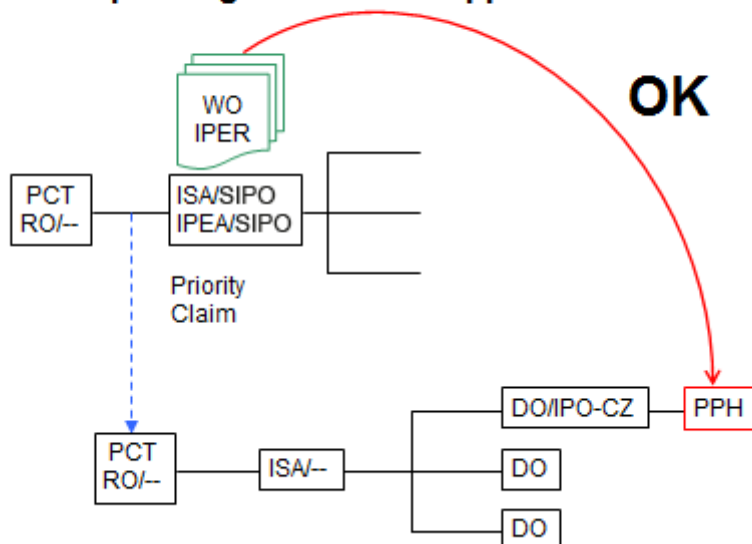 OK
WO
IPER
PCT
RO/--
ISA/SIPO
IPEA/SIPO
Priority
Claim
DO/IPO-CZ
PPH
PCT
RO/--
ISA/--
DO
DO